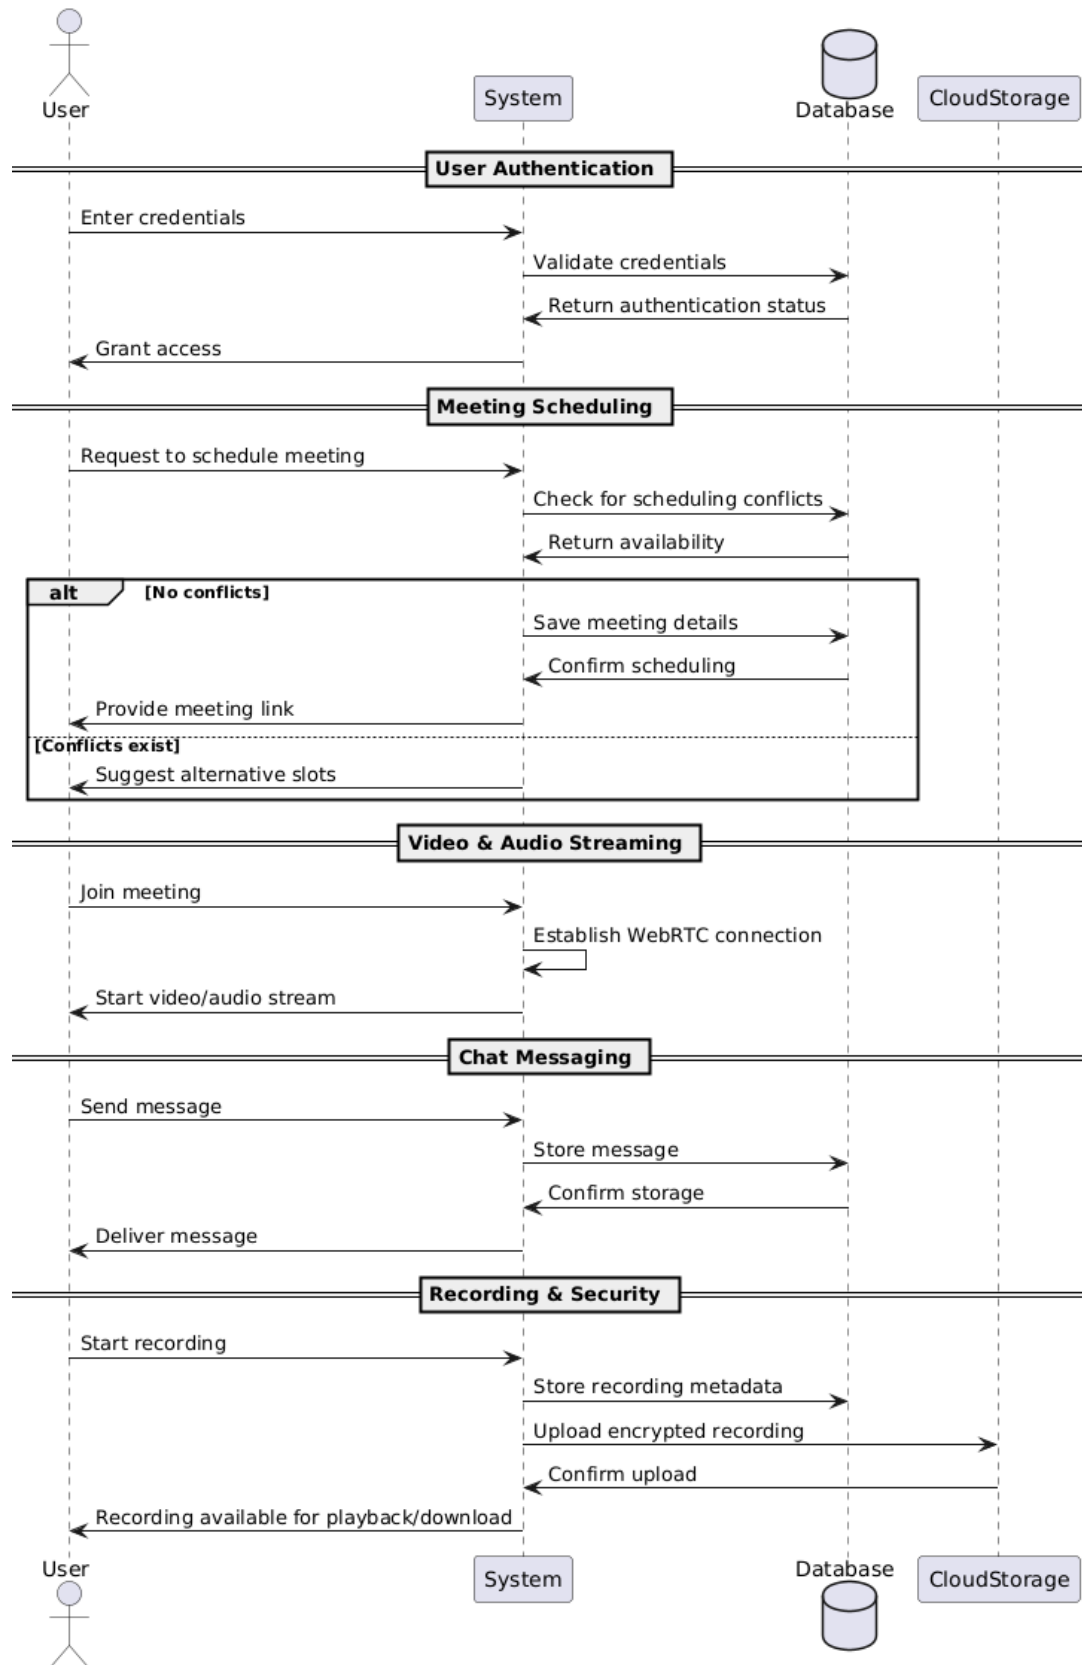 User
System
Database
CloudStorage
User Authentication
Enter credentials
Validate credentials
Return authentication status
Grant access
Meeting Scheduling
Request to schedule meeting
Check for scheduling conflicts
Return availability
alt
[No conflicts]
Save meeting details
Confirm scheduling
Provide meeting link
[Conflicts exist]
Suggest alternative slots
Video & Audio Streaming
Join meeting
Establish WebRTC connection
Start video/audio stream
Chat Messaging
Send message
Store message
Confirm storage
Deliver message
Recording & Security
Start recording
Store recording metadata
Upload encrypted recording
Confirm upload
Recording available for playback/download
User
System
Database
CloudStorage